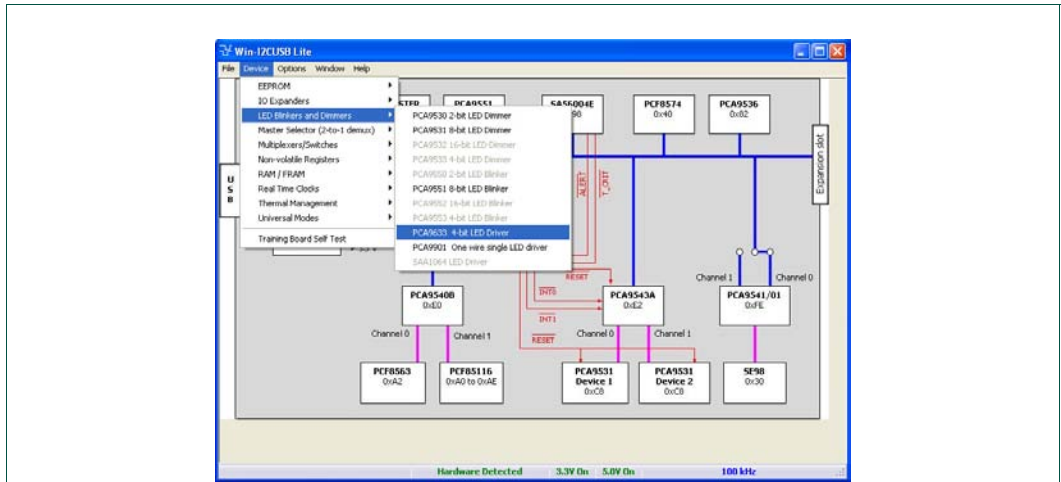 Win-I2CUSB Lite
File Device Options Window Help
EEPROM
IO Expanders
LED Blinkers and Dimmers
Master Selector (2-to-1 demux)
Multiplexers/Switches
Non-volatile Registers
RAM / FRAM
Real Time Clocks
Thermal Management
Universal Modes
Training Board Self Test
PCA9530 2-bit LED Dimmer
PCA9531 8-bit LED Dimmer
PCA9532 16-bit LED Dimmer
PCA9533 4-bit LED Dimmer
PCA9550 2-bit LED Blinker
PCA9551 8-bit LED Blinker
PCA9552 16-bit LED Blinker
PCA9553 4-bit LED Blinker
PCA9633 4-bit LED Driver
PCA9901 One wire single LED driver
SAA1064 LED Driver
PCA9551
SA56004E
PCF8574
0x40
PCA9536
0x82
USB
Expansion slot
ALERT
T_CRIT
RESET
INT0
INT1
RESET
PCA9540B
0xE0
Channel 0
Channel 1
PCF8563
0xA2
PCF85116
0xA0 to 0xAE
PCA9543A
0xE2
Channel 0
Channel 1
PCA9531
Device 1
0xC0
PCA9531
Device 2
0xC8
Channel 1
Channel 0
PCA9541/01
0xFE
SE98
0x30
Hardware Detected 3.3V On 5.0V On 100 kHz